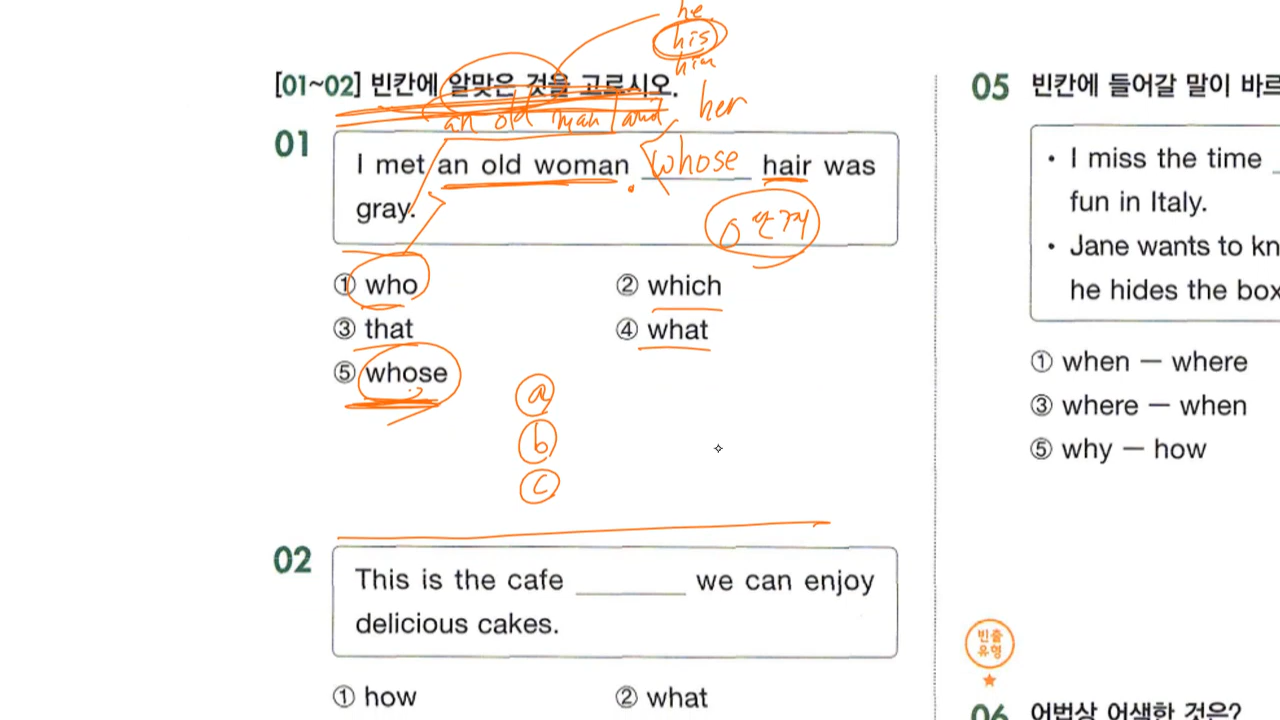 he
his
him
[01~02] 빈칸에 알맞은 것을 고르시오.
her
an old man and
01
I met an old woman whose hair was
gray.
① who
② which
③ that
④ what
⑤ whose
ⓐ
ⓑ
ⓒ
02
This is the cafe ________ we can enjoy
delicious cakes.
① how
② what
05 빈칸에 들어갈 말이 바르
• I miss the time
fun in Italy.
• Jane wants to kn
he hides the box
① when — where
③ where — when
⑤ why — how
빈출
유형
06 어법상 어색한 것은?